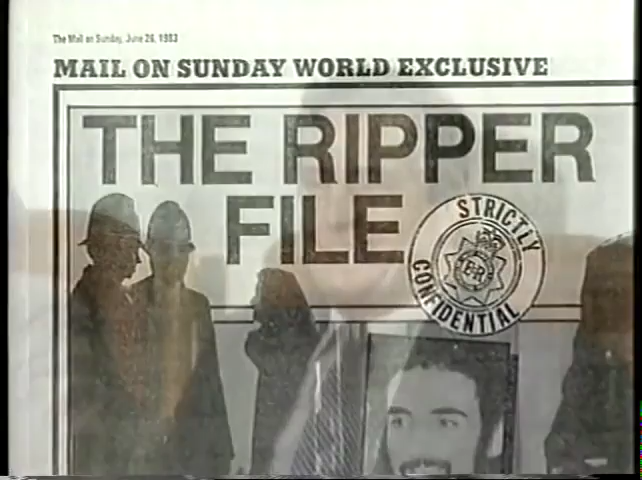 The Mail on Sunday, June 26, 1983
MAIL ON SUNDAY WORLD EXCLUSIVE
THE RIPPER
FILE
STRICTLY
E R
CONFIDENTIAL